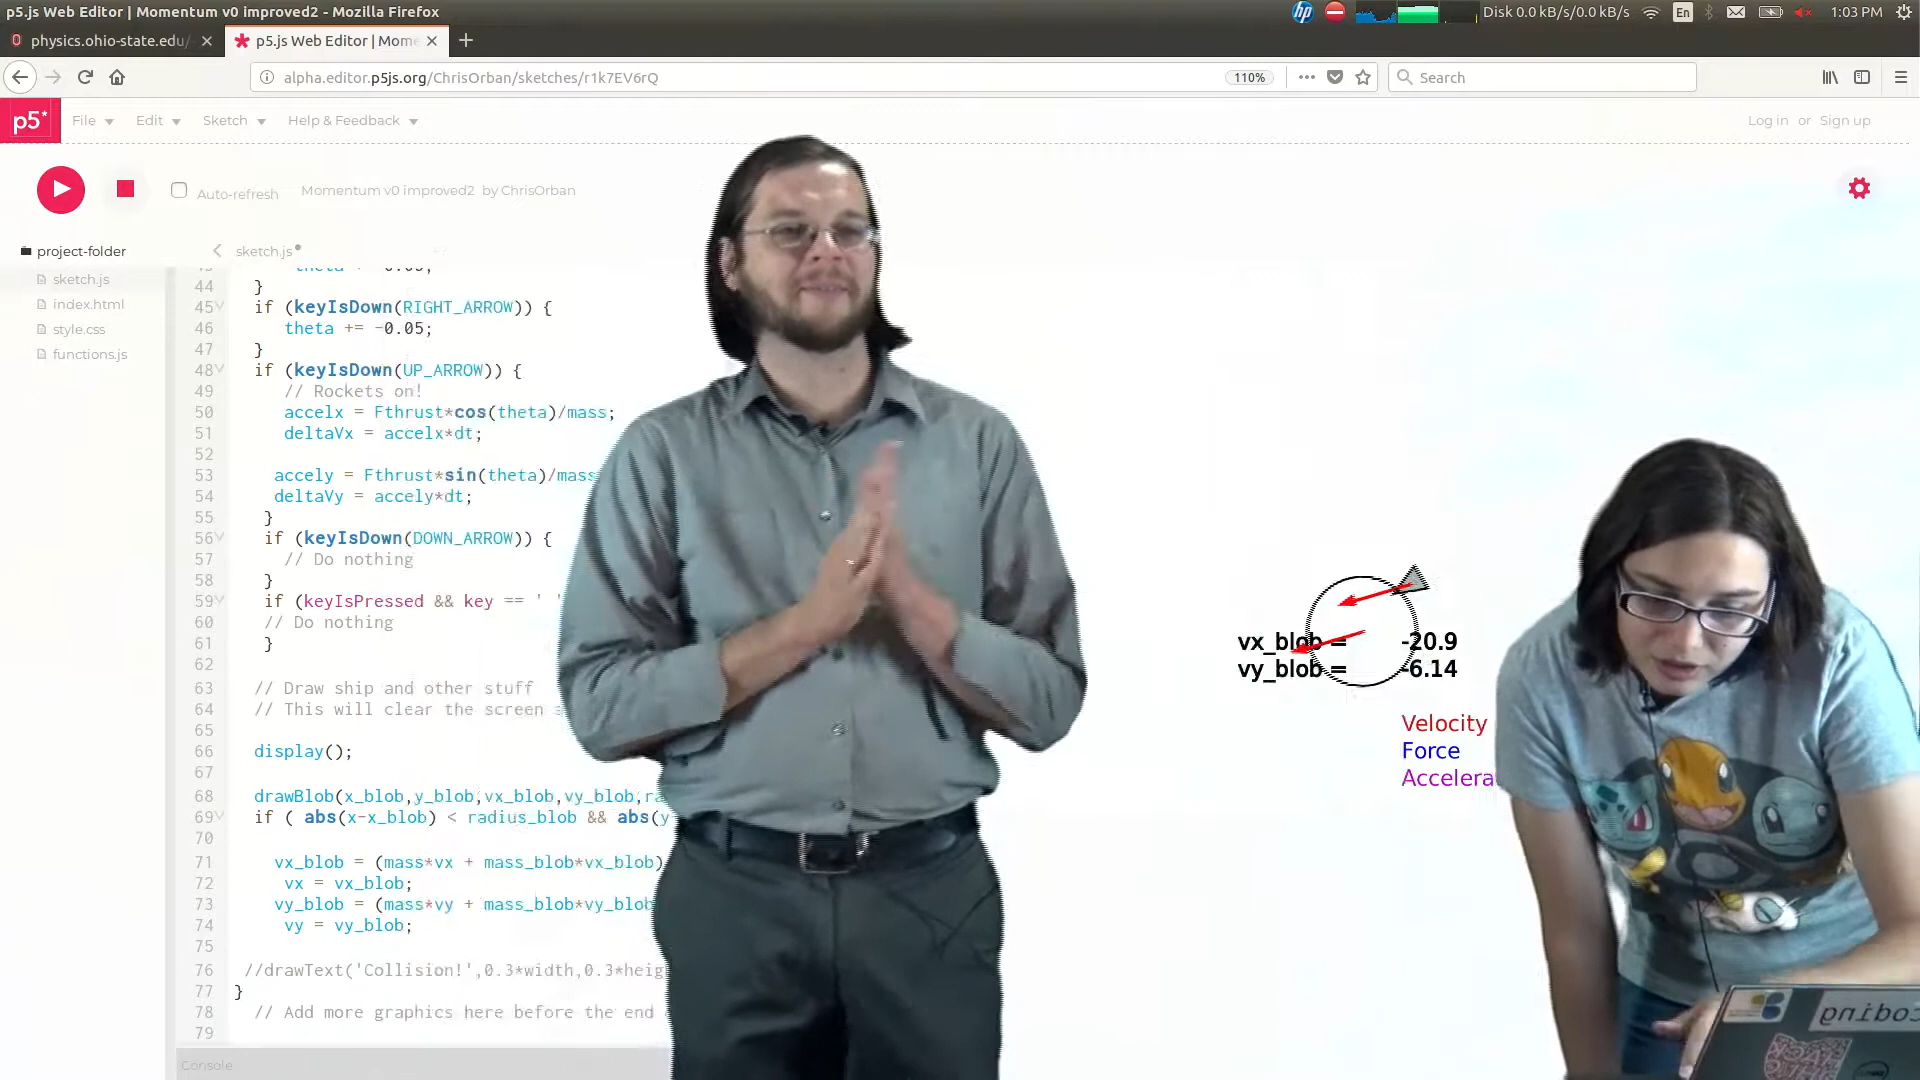 p5.js Web Editor | Momentum v0 improved2 - Mozilla Firefox
hp
Disk 0.0 kB/s/0.0 kB/s
En
1:03 PM
physics.ohio-state.edu/
p5.js Web Editor | Mome
alpha.editor.p5js.org/ChrisOrban/sketches/r1k7EV6rQ
110%
Search
p5*
File
Edit
Sketch
Help & Feedback
Log in or Sign up
Auto-refresh
Momentum v0 improved2 by ChrisOrban
project-folder
sketch.js
index.html
style.css
functions.js
sketch.js
44 }
45 if (keyIsDown(RIGHT_ARROW)) {
46 theta += -0.05;
47 }
48 if (keyIsDown(UP_ARROW)) {
49 // Rockets on!
50 accelx = Fthrust*cos(theta)/mass;
51 deltaVx = accelx*dt;
52
53 accely = Fthrust*sin(theta)/mass
54 deltaVy = accely*dt;
55 }
56 if (keyIsDown(DOWN_ARROW)) {
57 // Do nothing
58 }
59 if (keyIsPressed && key == ' '
60 // Do nothing
61 }
62
63 // Draw ship and other stuff
64 // This will clear the screen
65
66 display();
67
68 drawBlob(x_blob,y_blob,vx_blob,vy_blob,ra
69 if ( abs(x-x_blob) < radius_blob && abs(y
70
71 vx_blob = (mass*vx + mass_blob*vx_blob)
72 vx = vx_blob;
73 vy_blob = (mass*vy + mass_blob*vy_blob
74 vy = vy_blob;
75
76 //drawText('Collision!',0.3*width,0.3*heig
77 }
78 // Add more graphics here before the end
79
Console
vx_blob = -20.9
vy_blob = -6.14
Velocity
Force
Accelera
coding